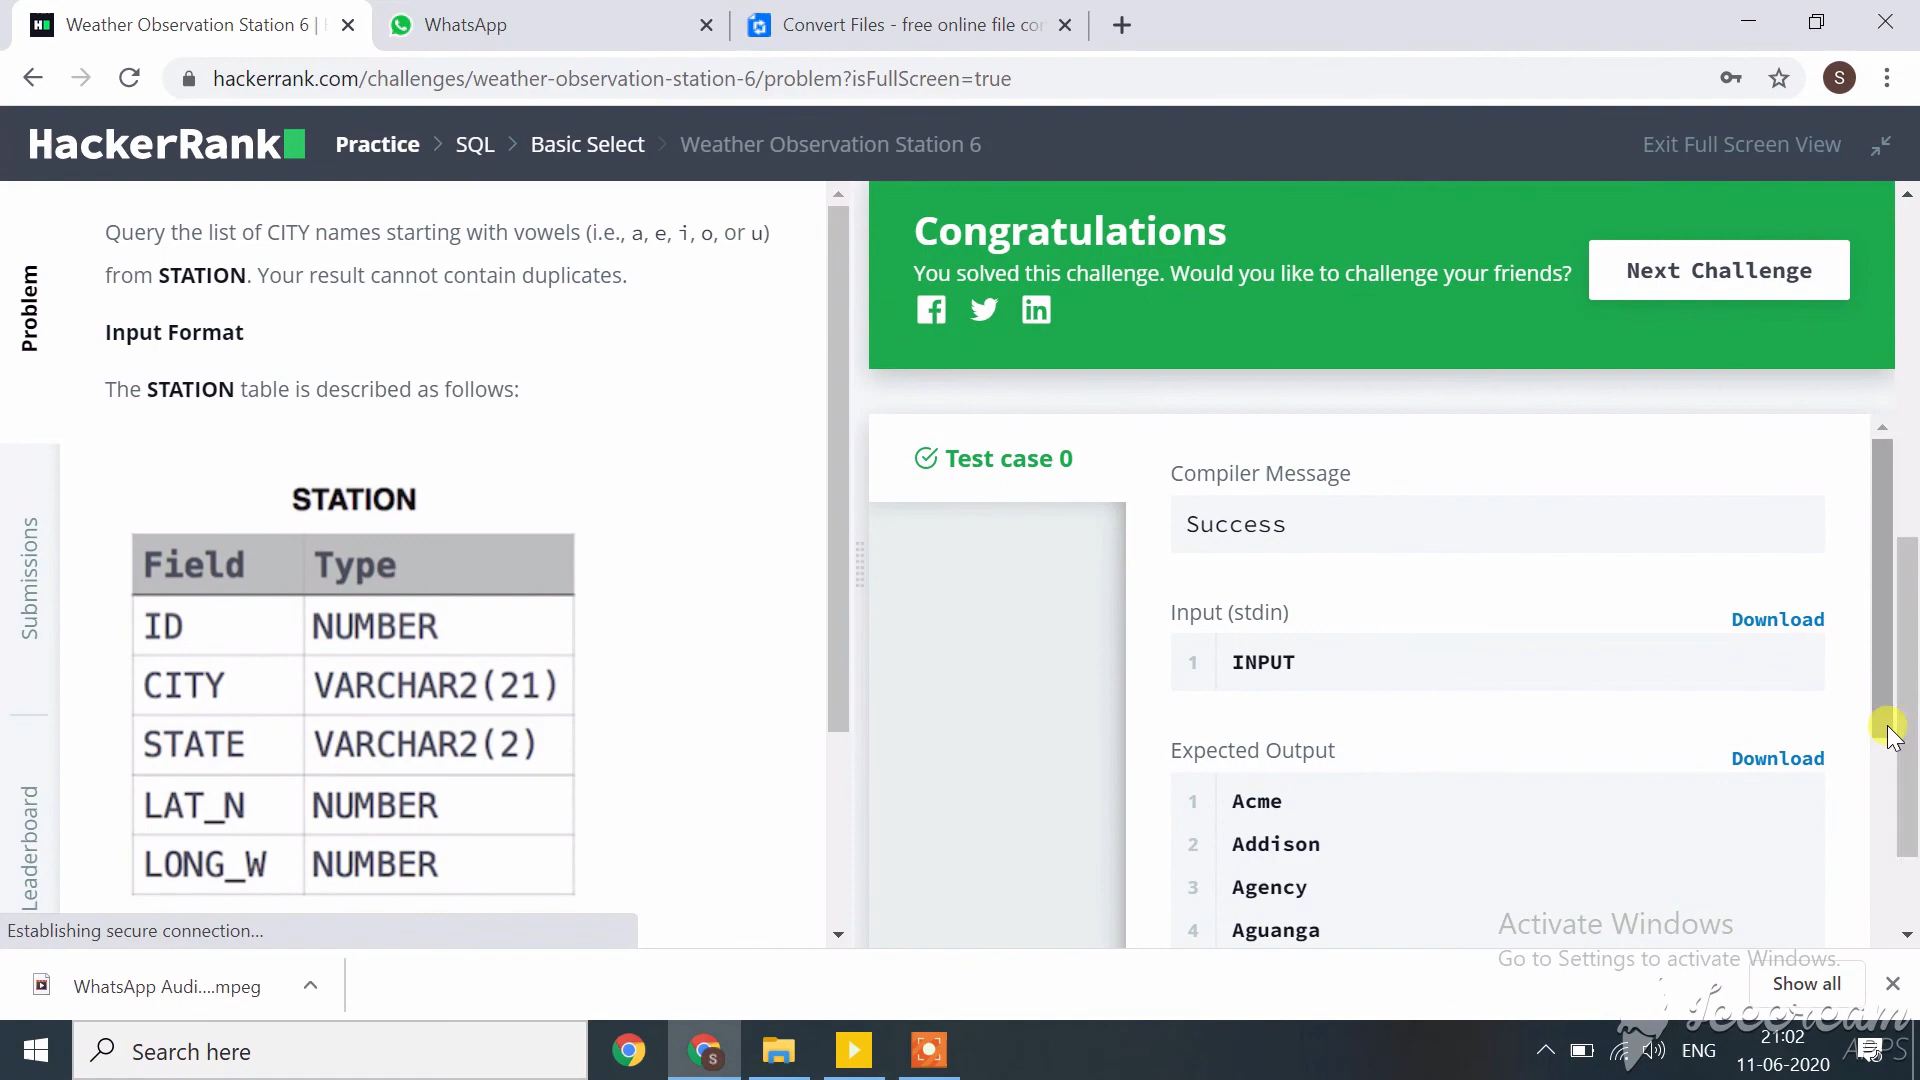 Weather Observation Station 6 |
WhatsApp
Convert Files - free online file con
hackerrank.com/challenges/weather-observation-station-6/problem?isFullScreen=true
S
HackerRank
Practice > SQL > Basic Select > Weather Observation Station 6
Exit Full Screen View
Problem
Submissions
Leaderboard
Query the list of CITY names starting with vowels (i.e., a, e, i, o, or u)
from STATION. Your result cannot contain duplicates.
Input Format
The STATION table is described as follows:
STATION
Field Type
ID NUMBER
CITY VARCHAR2(21)
STATE VARCHAR2(2)
LAT_N NUMBER
LONG_W NUMBER
Establishing secure connection...
Congratulations
You solved this challenge. Would you like to challenge your friends?
Next Challenge
Test case 0
Compiler Message
Success
Input (stdin)
Download
1 INPUT
Expected Output
Download
1 Acme
2 Addison
3 Agency
4 Aguanga
Activate Windows
Go to Settings to activate Windows.
WhatsApp Audi....mpeg
Show all
Icecream
APPS
Search here
S
ENG
21:02
11-06-2020